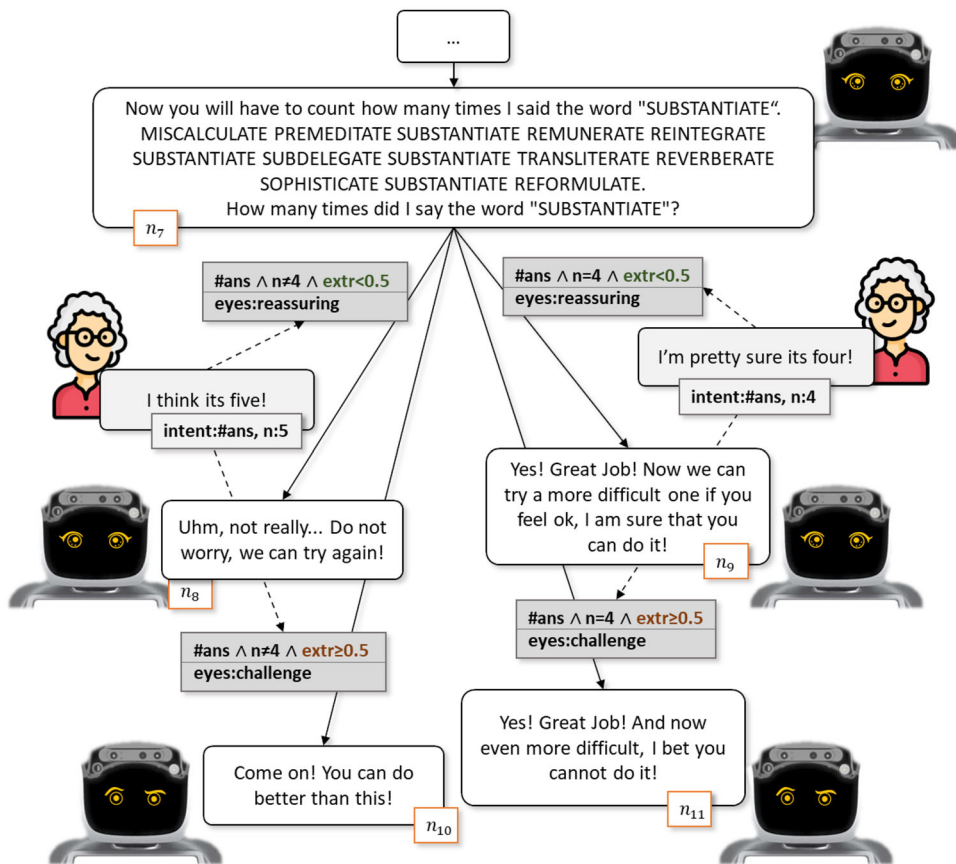 ...
Now you will have to count how many times I said the word "SUBSTANTIATE“.
MISCALCULATE PREMEDITATE SUBSTANTIATE REMUNERATE REINTEGRATE
SUBSTANTIATE SUBDELEGATE SUBSTANTIATE TRANSLITERATE REVERBERATE
SOPHISTICATE SUBSTANTIATE REFORMULATE.
How many times did I say the word "SUBSTANTIATE"?
n₇
#ans ∧ n≠4 ∧ extr<0.5
eyes:reassuring
#ans ∧ n=4 ∧ extr<0.5
eyes:reassuring
I think its five!
intent:#ans, n:5
I’m pretty sure its four!
intent:#ans, n:4
Uhm, not really... Do not
worry, we can try again!
n₈
Yes! Great Job! Now we can
try a more difficult one if you
feel ok, I am sure that you
can do it!
n₉
#ans ∧ n≠4 ∧ extr≥0.5
eyes:challenge
#ans ∧ n=4 ∧ extr≥0.5
eyes:challenge
Come on! You can do
better than this!
n₁₀
Yes! Great Job! And now
even more difficult, I bet you
cannot do it!
n₁₁